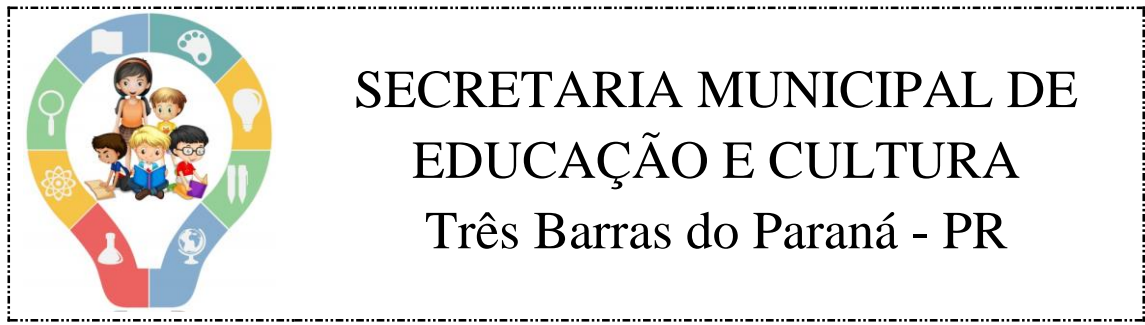 SECRETARIA MUNICIPAL DE
EDUCAÇÃO E CULTURA
Três Barras do Paraná - PR